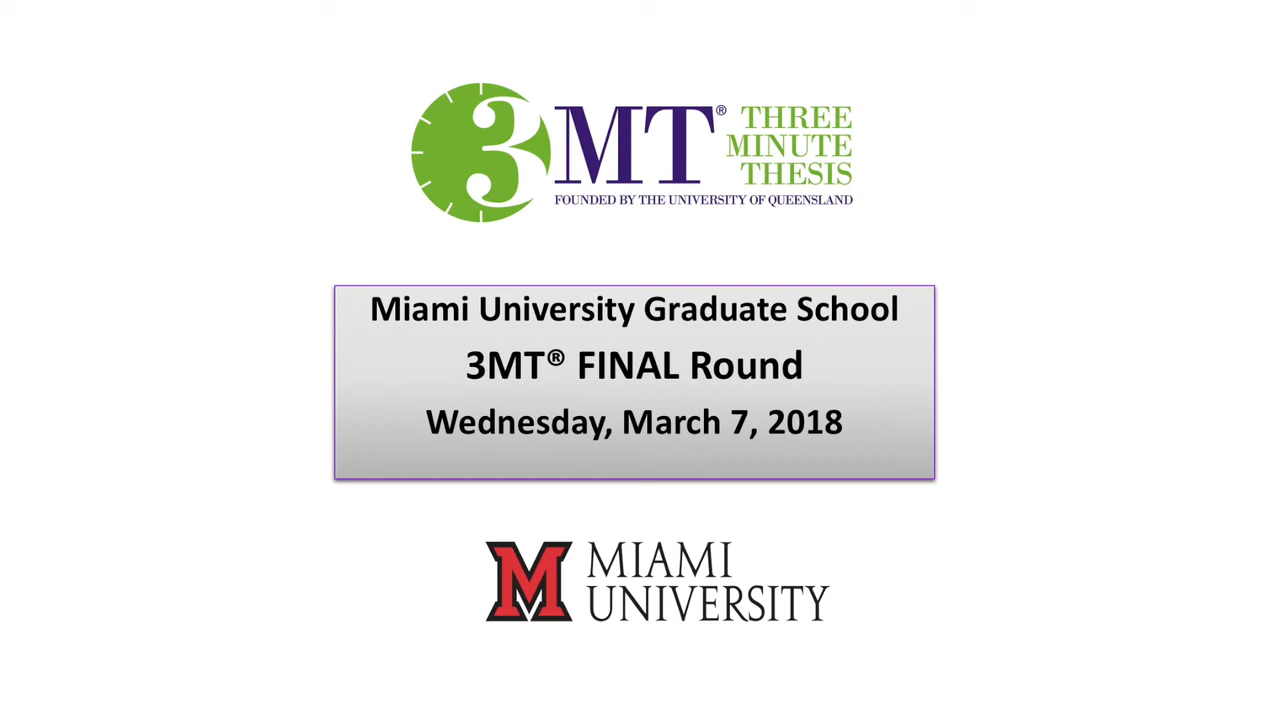 3MT® THREE MINUTE THESIS
FOUNDED BY THE UNIVERSITY OF QUEENSLAND
Miami University Graduate School
3MT® FINAL Round
Wednesday, March 7, 2018
M MIAMI
UNIVERSITY